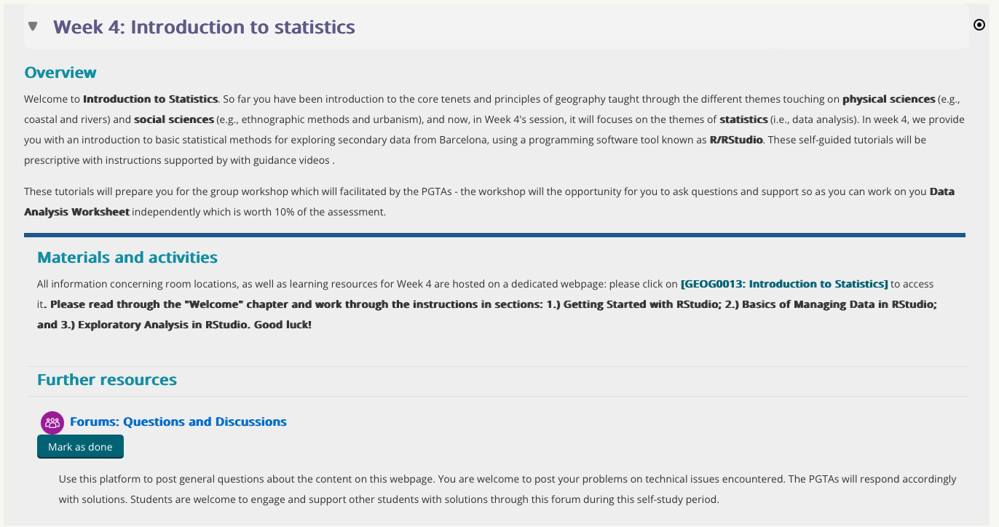 Week 4: Introduction to statistics
Overview
Welcome to Introduction to Statistics. So far you have been introduction to the core tenets and principles of geography taught through the different themes touching on physical sciences (e.g.,
coastal and rivers) and social sciences (e.g., ethnographic methods and urbanism), and now, in Week 4's session, it will focuses on the themes of statistics (i.e., data analysis). In week 4, we provide
you with an introduction to basic statistical methods for exploring secondary data from Barcelona, using a programming software tool known as R/RStudio. These self-guided tutorials will be
prescriptive with instructions supported by with guidance videos .
These tutorials will prepare you for the group workshop which will facilitated by the PGTAs - the workshop will the opportunity for you to ask questions and support so as you can work on you Data
Analysis Worksheet independently which is worth 10% of the assessment.
Materials and activities
All information concerning room locations, as well as learning resources for Week 4 are hosted on a dedicated webpage: please click on [GEOG0013: Introduction to Statistics] to access
it. Please read through the "Welcome" chapter and work through the instructions in sections: 1.) Getting Started with RStudio; 2.) Basics of Managing Data in RStudio;
and 3.) Exploratory Analysis in RStudio. Good luck!
Further resources
Forums: Questions and Discussions
Mark as done
Use this platform to post general questions about the content on this webpage. You are welcome to post your problems on technical issues encountered. The PGTAs will respond accordingly
with solutions. Students are welcome to engage and support other students with solutions through this forum during this self-study period.